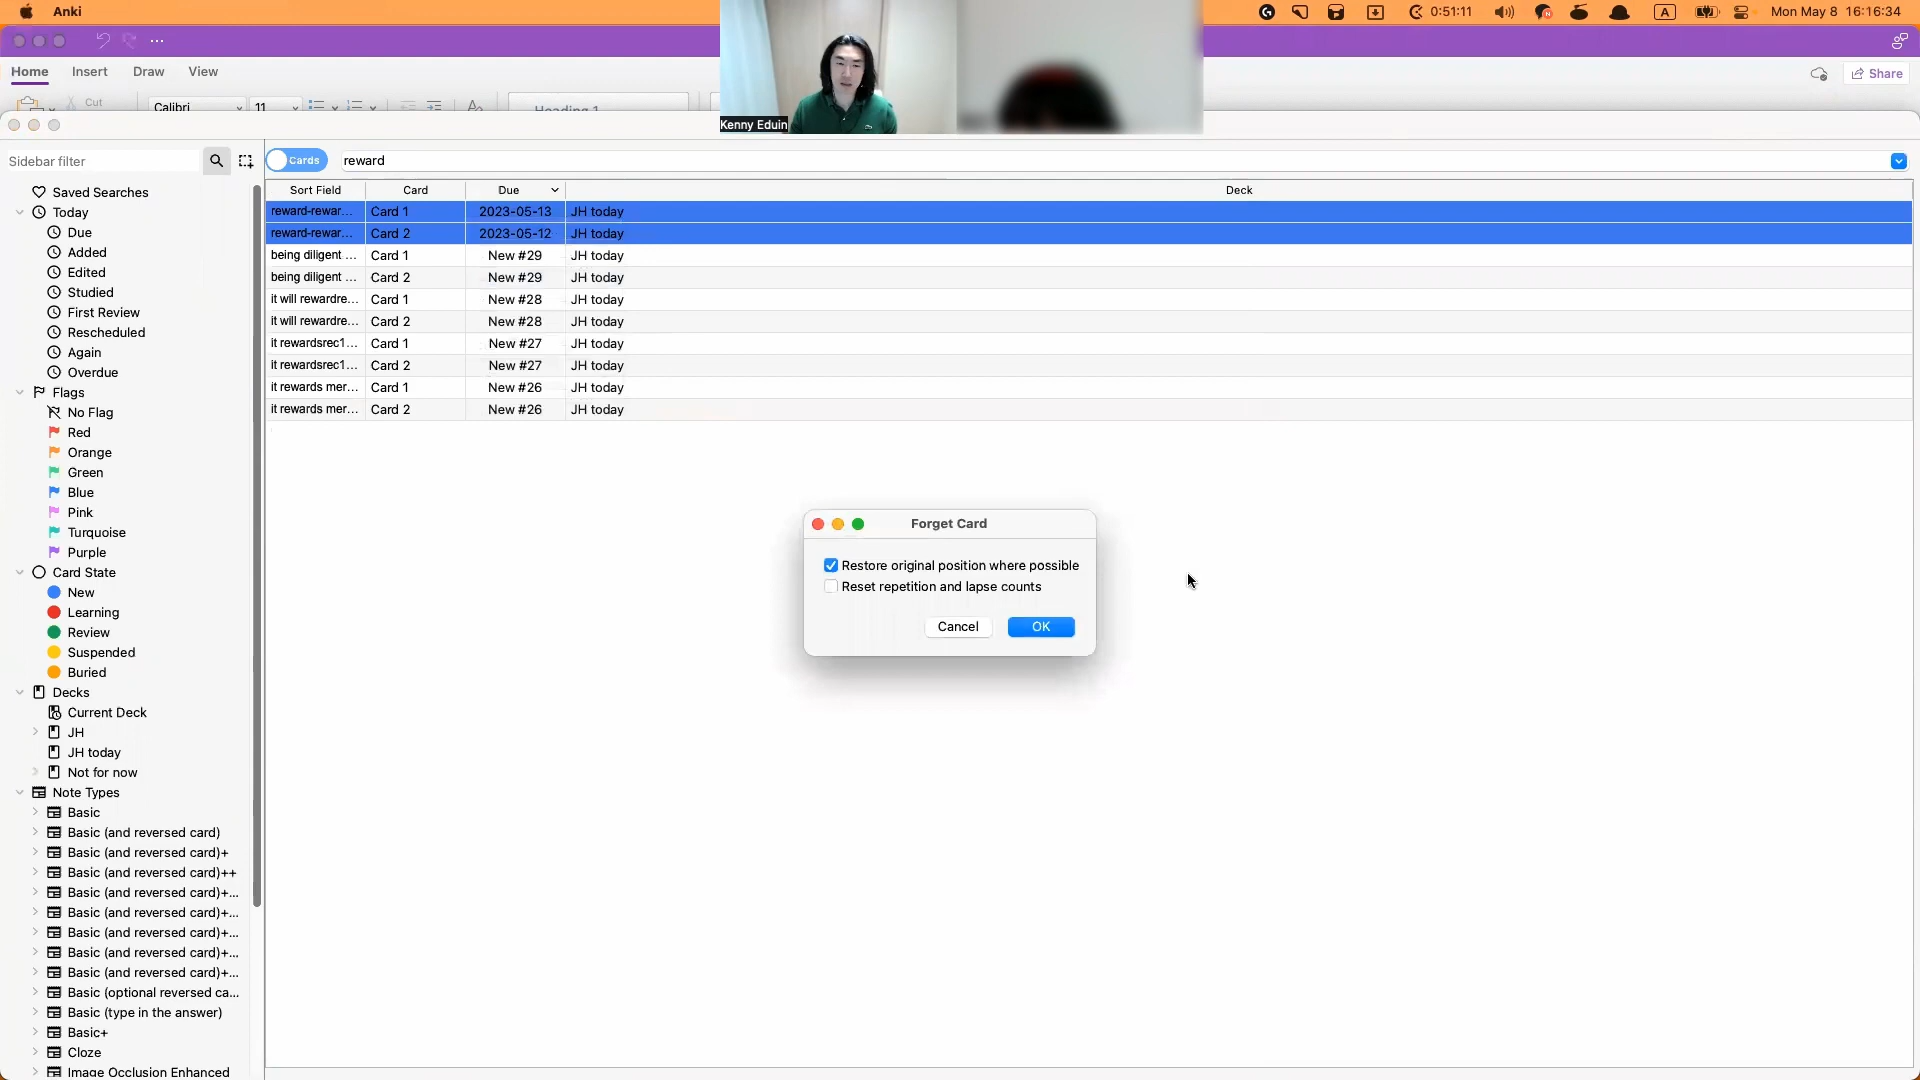 Anki
0:51:11
A
Mon May 8 16:16:34
Home
Insert
Draw
View
Share
Cut
Calibri
11
Heading 1
Kenny Eduin
Sidebar filter
Cards
reward
Saved Searches
Today
Due
Added
Edited
Studied
First Review
Rescheduled
Again
Overdue
Flags
No Flag
Red
Orange
Green
Blue
Pink
Turquoise
Purple
Card State
New
Learning
Review
Suspended
Buried
Decks
Current Deck
JH
JH today
Not for now
Note Types
Basic
Basic (and reversed card)
Basic (and reversed card)+
Basic (and reversed card)++
Basic (and reversed card)+...
Basic (and reversed card)+...
Basic (and reversed card)+...
Basic (and reversed card)+...
Basic (and reversed card)+...
Basic (optional reversed ca...
Basic (type in the answer)
Basic+
Cloze
Image Occlusion Enhanced
Sort Field Card Due Deck
reward-rewar... Card 1 2023-05-13 JH today
reward-rewar... Card 2 2023-05-12 JH today
being diligent ... Card 1 New #29 JH today
being diligent ... Card 2 New #29 JH today
it will rewardre... Card 1 New #28 JH today
it will rewardre... Card 2 New #28 JH today
it rewardsrec1... Card 1 New #27 JH today
it rewardsrec1... Card 2 New #27 JH today
it rewards mer... Card 1 New #26 JH today
it rewards mer... Card 2 New #26 JH today
Forget Card
Restore original position where possible
Reset repetition and lapse counts
Cancel
OK